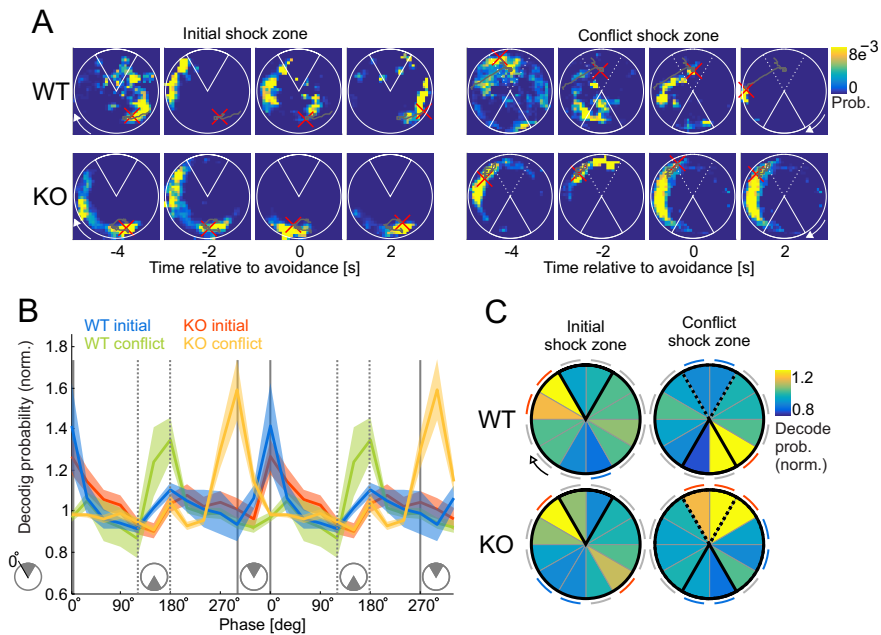 A
Initial shock zone
Conflict shock zone
WT
KO
8e−3
0
Prob.
-4 -2 0 2
Time relative to avoidance [s]
-4 -2 0 2
Time relative to avoidance [s]
B
WT initial KO initial
WT conflict KO conflict
Decodig probability (norm.)
1.8
1.6
1.4
1.2
1
0.8
0.6
0°
0° 90° 180° 270° 0° 90° 180° 270°
Phase [deg]
C
Initial shock zone
Conflict shock zone
WT
KO
1.2
0.8
Decode prob. (norm.)